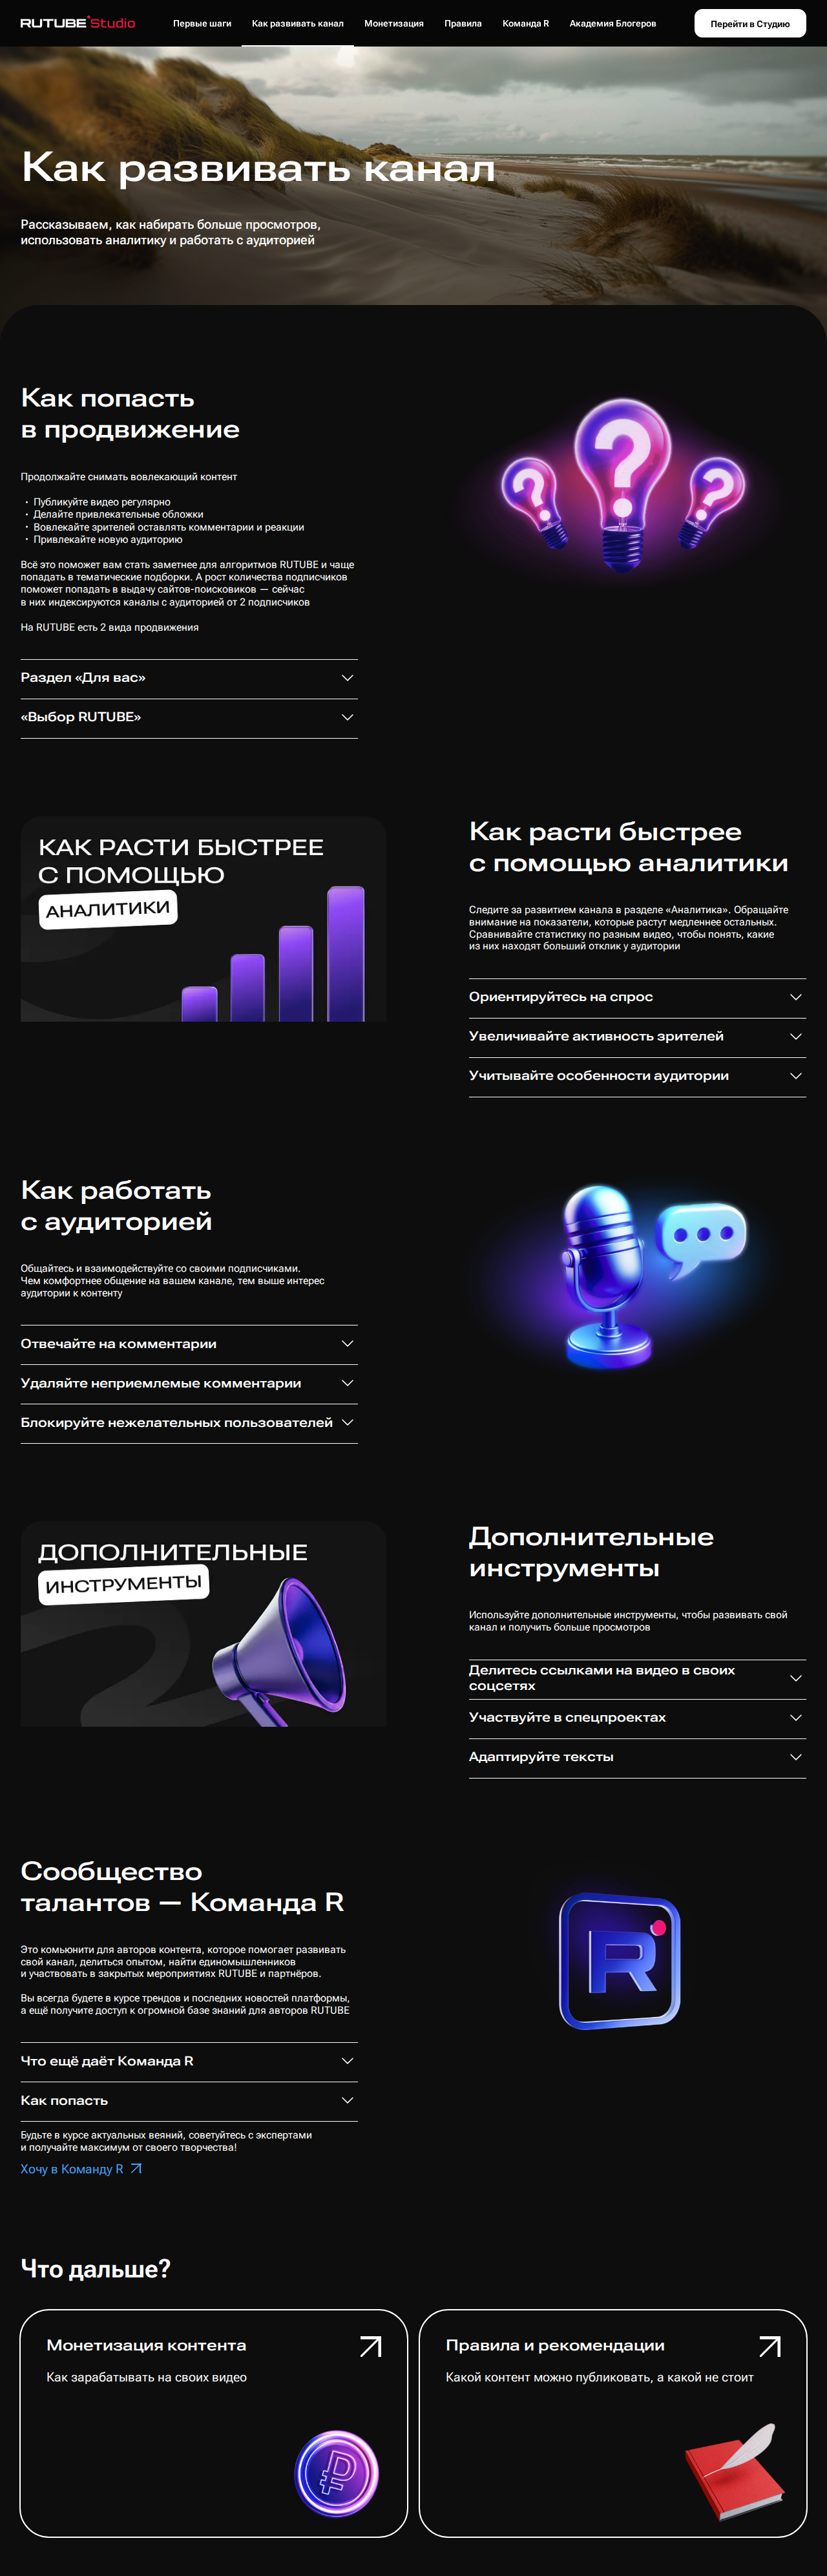 RUTUBE Studio
Первые шаги
Как развивать канал
Монетизация
Правила
Команда R
Академия Блогеров
Перейти в Студию
Как развивать канал
Рассказываем, как набирать больше просмотров,
использовать аналитику и работать с аудиторией
Как попасть
в продвижение
Продолжайте снимать вовлекающий контент
• Публикуйте видео регулярно
• Делайте привлекательные обложки
• Вовлекайте зрителей оставлять комментарии и реакции
• Привлекайте новую аудиторию
Всё это поможет вам стать заметнее для алгоритмов RUTUBE и чаще
попадать в тематические подборки. А рост количества подписчиков
поможет попадать в выдачу сайтов-поисковиков — сейчас
в них индексируются каналы с аудиторией от 2 подписчиков
На RUTUBE есть 2 вида продвижения
Раздел «Для вас»
«Выбор RUTUBE»
? ? ?
КАК РАСТИ БЫСТРЕЕ
С ПОМОЩЬЮ
АНАЛИТИКИ
Как расти быстрее
с помощью аналитики
Следите за развитием канала в разделе «Аналитика». Обращайте
внимание на показатели, которые растут медленнее остальных.
Сравнивайте статистику по разным видео, чтобы понять, какие
из них находят больший отклик у аудитории
Ориентируйтесь на спрос
Увеличивайте активность зрителей
Учитывайте особенности аудитории
Как работать
с аудиторией
Общайтесь и взаимодействуйте со своими подписчиками.
Чем комфортнее общение на вашем канале, тем выше интерес
аудитории к контенту
Отвечайте на комментарии
Удаляйте неприемлемые комментарии
Блокируйте нежелательных пользователей
ДОПОЛНИТЕЛЬНЫЕ
ИНСТРУМЕНТЫ
Дополнительные
инструменты
Используйте дополнительные инструменты, чтобы развивать свой
канал и получить больше просмотров
Делитесь ссылками на видео в своих
соцсетях
Участвуйте в спецпроектах
Адаптируйте тексты
Сообщество
талантов — Команда R
Это комьюнити для авторов контента, которое помогает развивать
свой канал, делиться опытом, найти единомышленников
и участвовать в закрытых мероприятиях RUTUBE и партнёров.
Вы всегда будете в курсе трендов и последних новостей платформы,
а ещё получите доступ к огромной базе знаний для авторов RUTUBE
Что ещё даёт Команда R
Как попасть
Будьте в курсе актуальных веяний, советуйтесь с экспертами
и получайте максимум от своего творчества!
Хочу в Команду R
R
Что дальше?
Монетизация контента
Как зарабатывать на своих видео
₽
Правила и рекомендации
Какой контент можно публиковать, а какой не стоит